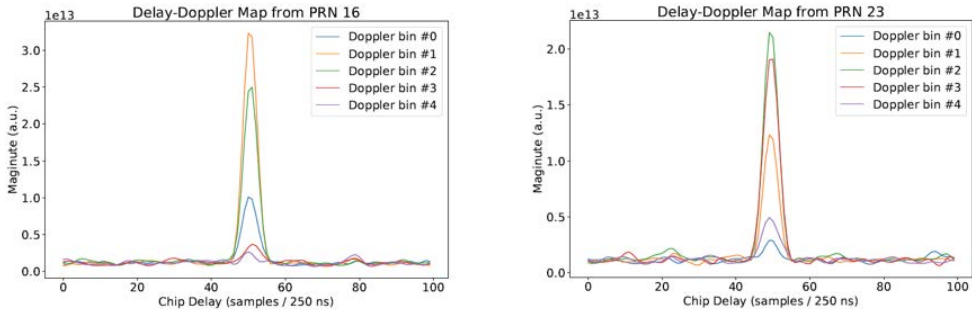 Delay-Doppler Map from PRN 16
1e13
Maginute (a.u.)
3.0
2.5
2.0
1.5
1.0
0.5
0.0
Doppler bin #0
Doppler bin #1
Doppler bin #2
Doppler bin #3
Doppler bin #4
0 20 40 60 80 100
Chip Delay (samples / 250 ns)
Delay-Doppler Map from PRN 23
1e13
Maginute (a.u.)
2.0
1.5
1.0
0.5
0.0
Doppler bin #0
Doppler bin #1
Doppler bin #2
Doppler bin #3
Doppler bin #4
0 20 40 60 80 100
Chip Delay (samples / 250 ns)